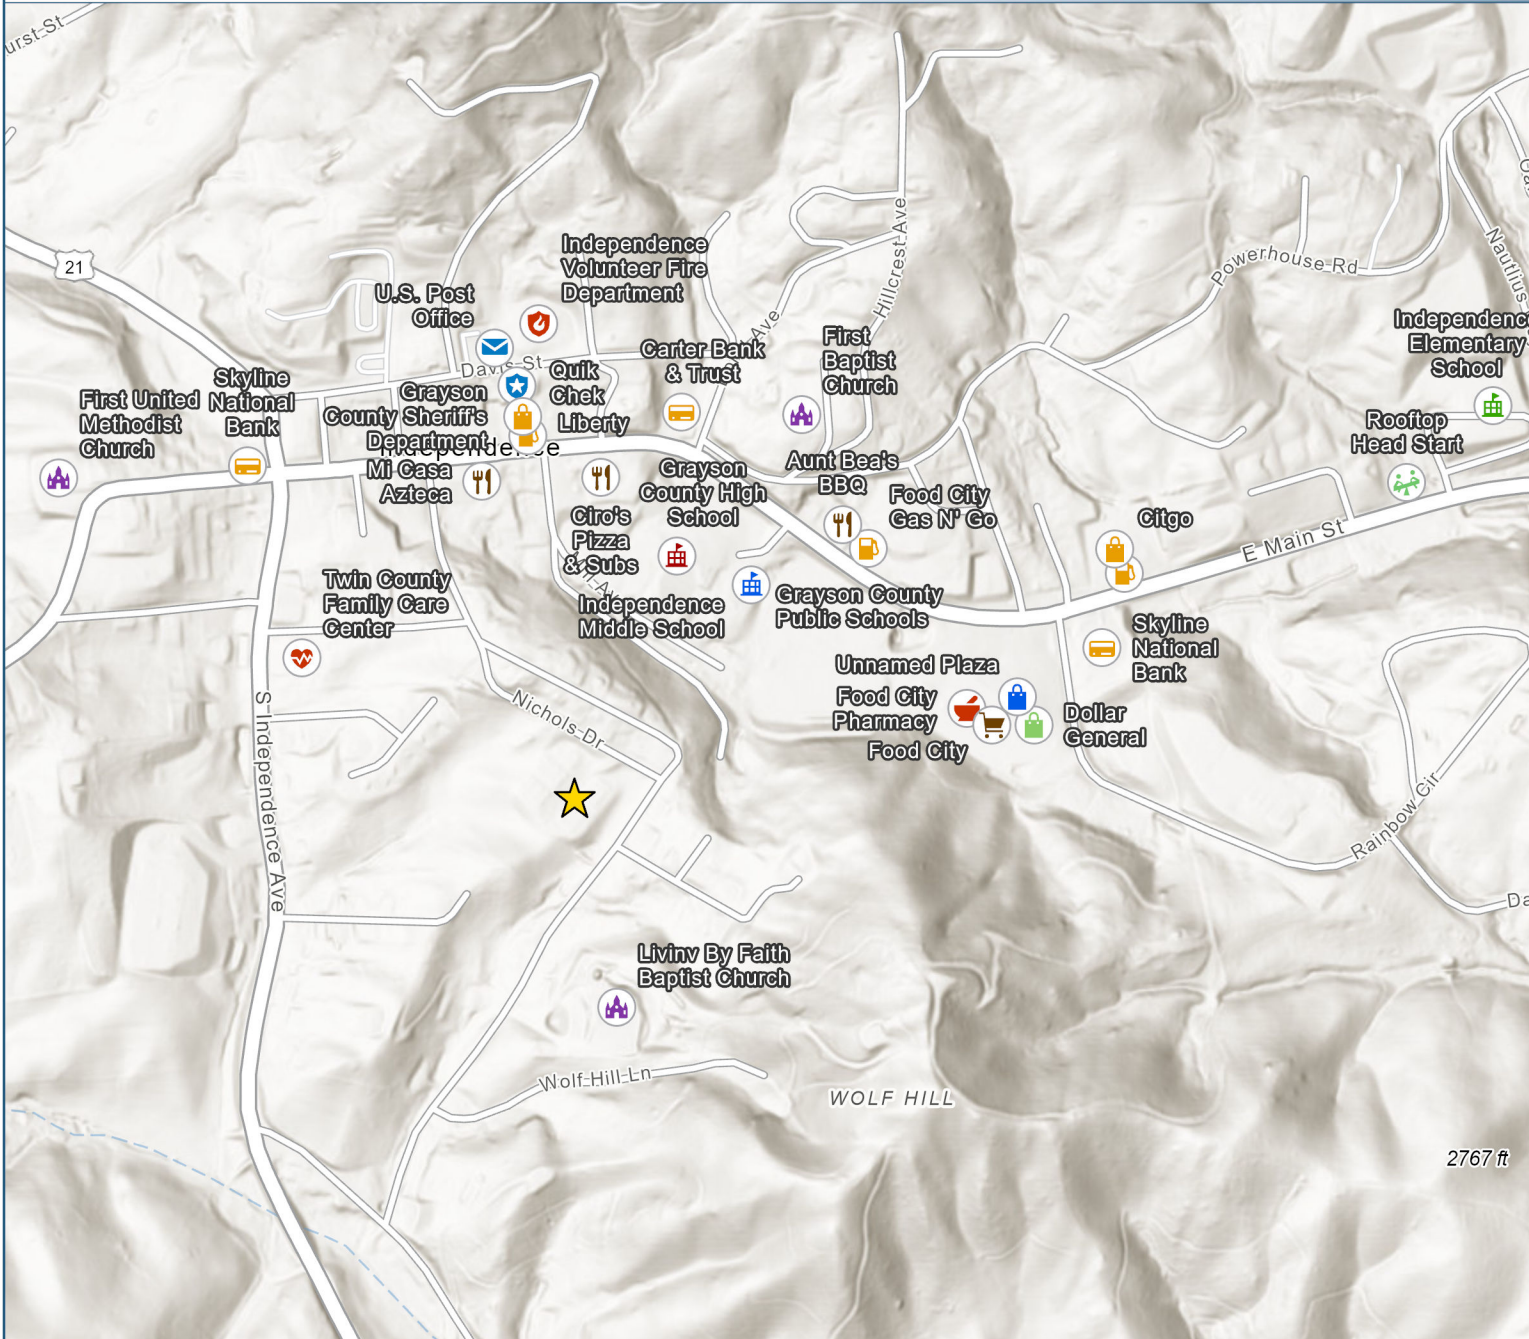 21
Independence
Volunteer Fire
Department
U.S. Post
Office
Davis St
Hillcrest Ave
Ave
Powerhouse Rd
Nautilus
Carter Bank
& Trust
First
Baptist
Church
Independence
Elementary
School
Quik
Chek
Liberty
Skyline
National
Bank
First United
Methodist
Church
Grayson
County Sheriff's
Department
Independence
Rooftop
Head Start
Mi Casa
Azteca
Grayson
County High
School
Aunt Bea's
BBQ
Food City
Gas N' Go
Citgo
E Main St
Ciro's
Pizza
& Subs
Twin County
Family Care
Center
Independence
Middle School
Grayson County
Public Schools
Skyline
National
Bank
Unnamed Plaza
Food City
Pharmacy
Food City
Dollar
General
S Independence Ave
Nichols Dr
Rainbow Cir
Livinv By Faith
Baptist Church
Wolf Hill Ln
WOLF HILL
2767 ft